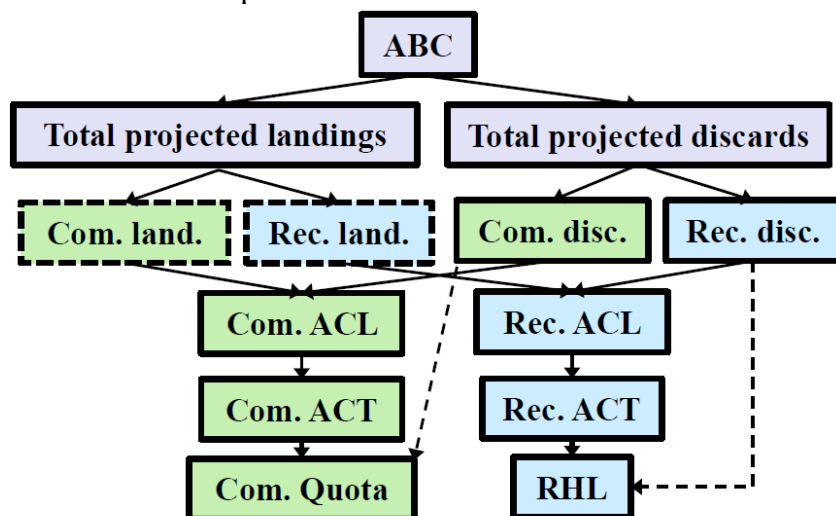 ABC
Total projected landings
Total projected discards
Com. land.
Rec. land.
Com. disc.
Rec. disc.
Com. ACL
Rec. ACL
Com. ACT
Rec. ACT
Com. Quota
RHL